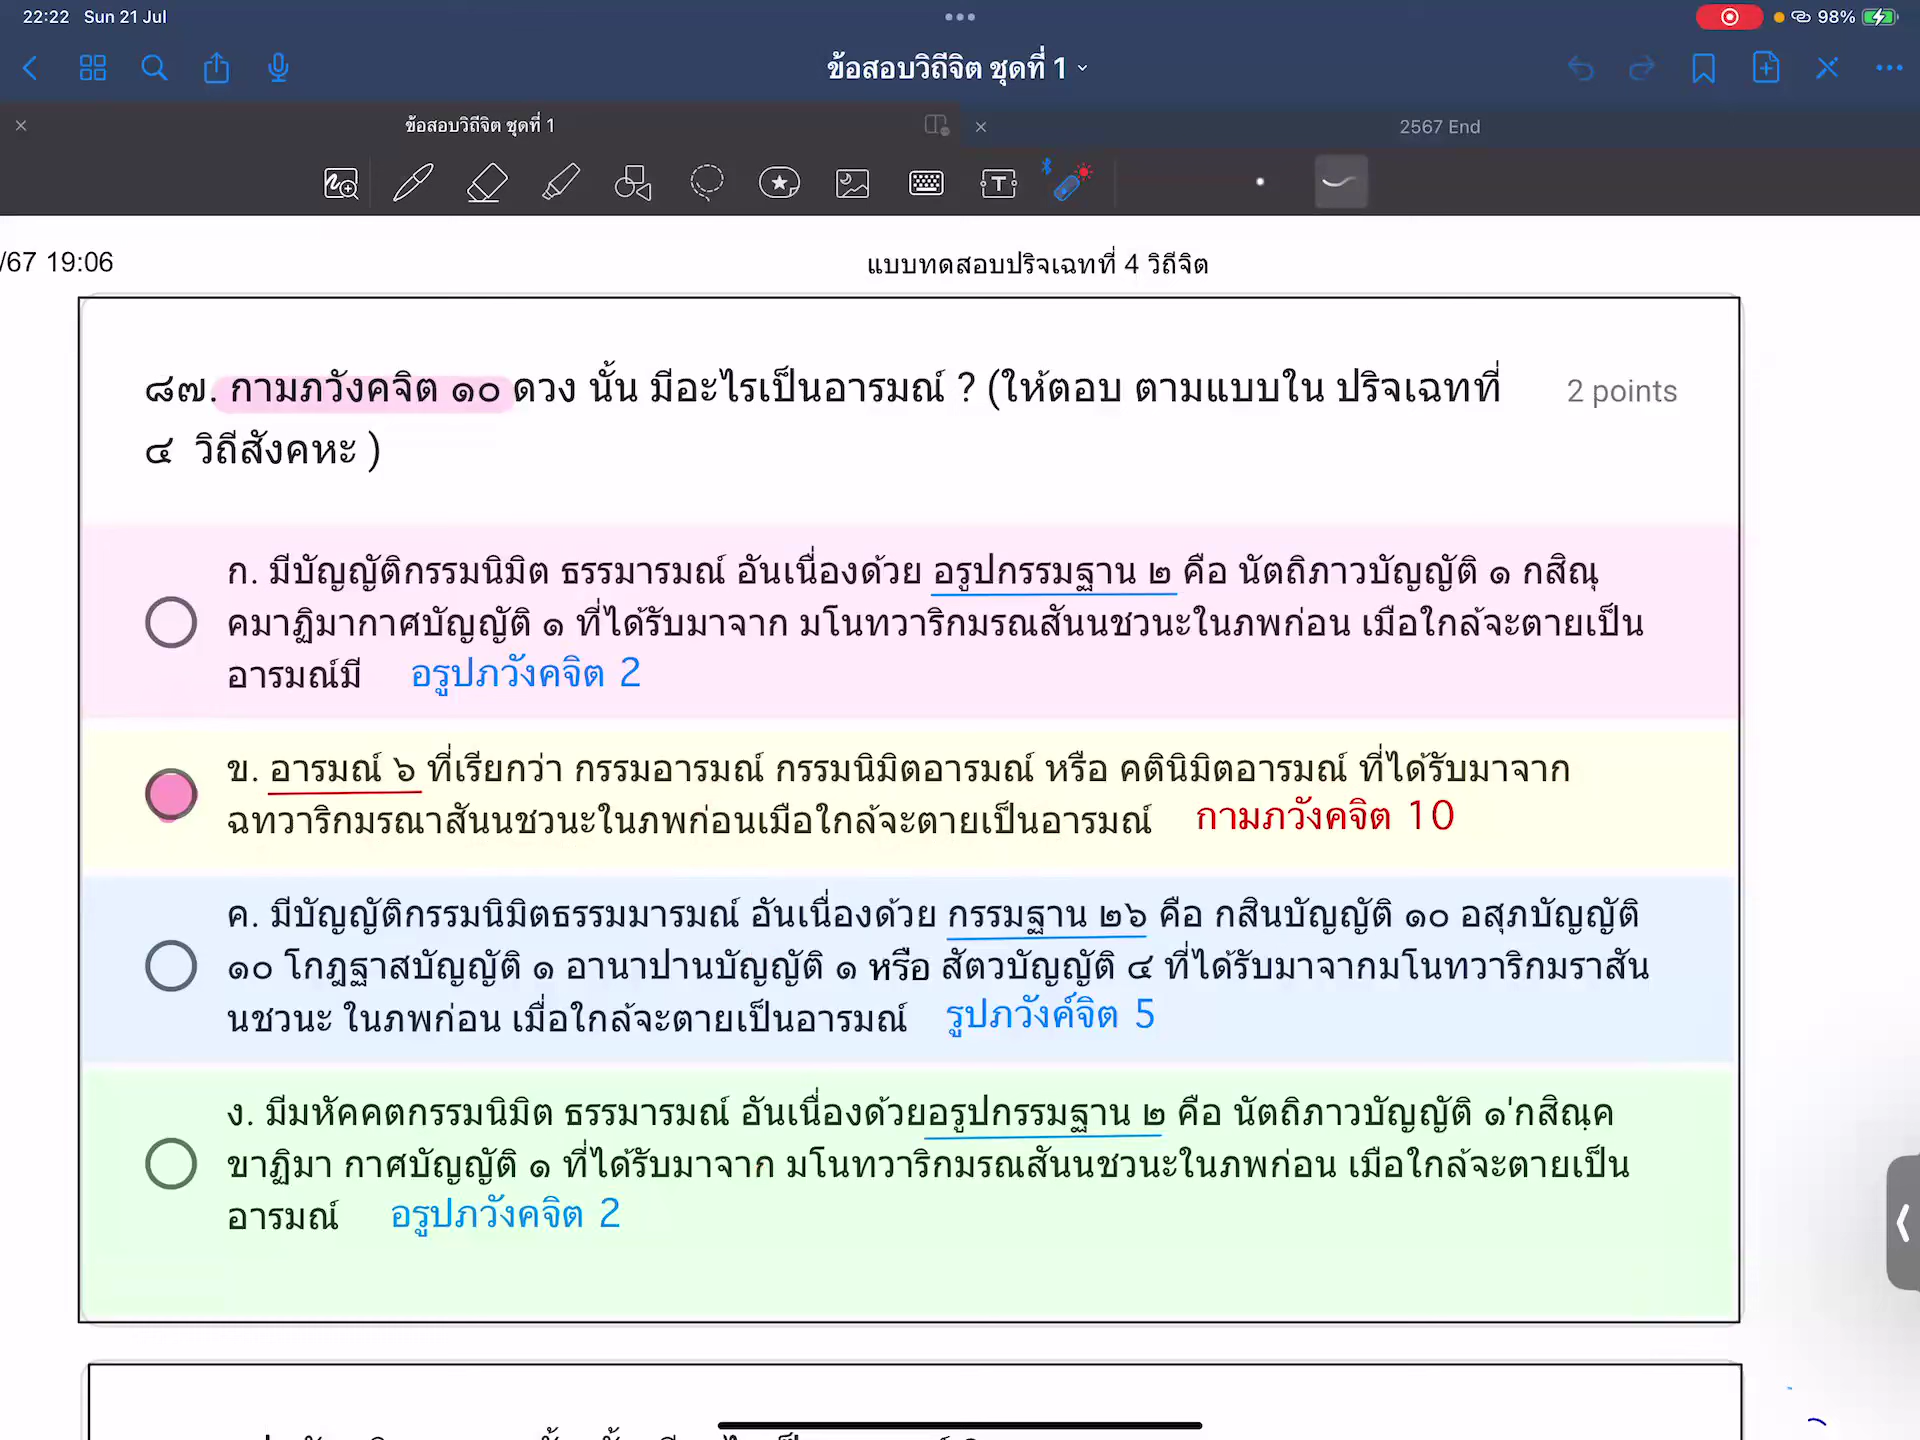 22:22 Sun 21 Jul
98%
ข้อสอบวิถีจิต ชุดที่ 1
ข้อสอบวิถีจิต ชุดที่ 1
2567 End
/67 19:06
แบบทดสอบปริจเฉทที่ 4 วิถีจิต
๘๗. กามภวังคจิต ๑๐ ดวง นั้น มีอะไรเป็นอารมณ์ ? (ให้ตอบ ตามแบบใน ปริจเฉทที่
2 points
๔ วิถีสังคหะ )
ก. มีบัญญัติกรรมนิมิต ธรรมารมณ์ อันเนื่องด้วย อรูปกรรมฐาน ๒ คือ นัตถิภาวบัญญัติ ๑ กสิณุ
คมาฏิมากาศบัญญัติ ๑ ที่ได้รับมาจาก มโนทวาริกมรณสันนชวนะในภพก่อน เมือใกล้จะตายเป็น
อารมณ์มี อรูปภวังคจิต 2
ข. อารมณ์ ๖ ที่เรียกว่า กรรมอารมณ์ กรรมนิมิตอารมณ์ หรือ คตินิมิตอารมณ์ ที่ได้รับมาจาก
ฉทวาริกมรณาสันนชวนะในภพก่อนเมือใกล้จะตายเป็นอารมณ์ กามภวังคจิต 10
ค. มีบัญญัติกรรมนิมิตธรรมมารมณ์ อันเนื่องด้วย กรรมฐาน ๒๖ คือ กสินบัญญัติ ๑๐ อสุภบัญญัติ
๑๐ โกฏฐาสบัญญัติ ๑ อานาปานบัญญัติ ๑ หรือ สัตวบัญญัติ ๔ ที่ได้รับมาจากมโนทวาริกมราสัน
นชวนะ ในภพก่อน เมื่อใกล้จะตายเป็นอารมณ์ รูปภวังค์จิต 5
ง. มีมหัคคตกรรมนิมิต ธรรมารมณ์ อันเนื่องด้วยอรูปกรรมฐาน ๒ คือ นัตถิภาวบัญญัติ ๑'กสิณุค
ขาฏิมา กาศบัญญัติ ๑ ที่ได้รับมาจาก มโนทวาริกมรณสันนชวนะในภพก่อน เมือใกล้จะตายเป็น
อารมณ์ อรูปภวังคจิต 2